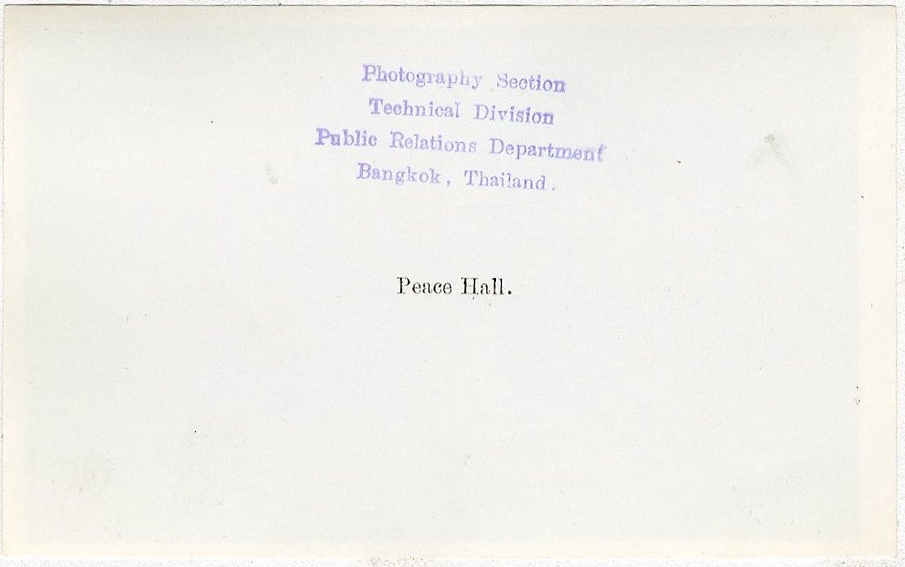 Photography Section
Technical Division
Public Relations Department
Bangkok, Thailand.
Peace Hall.